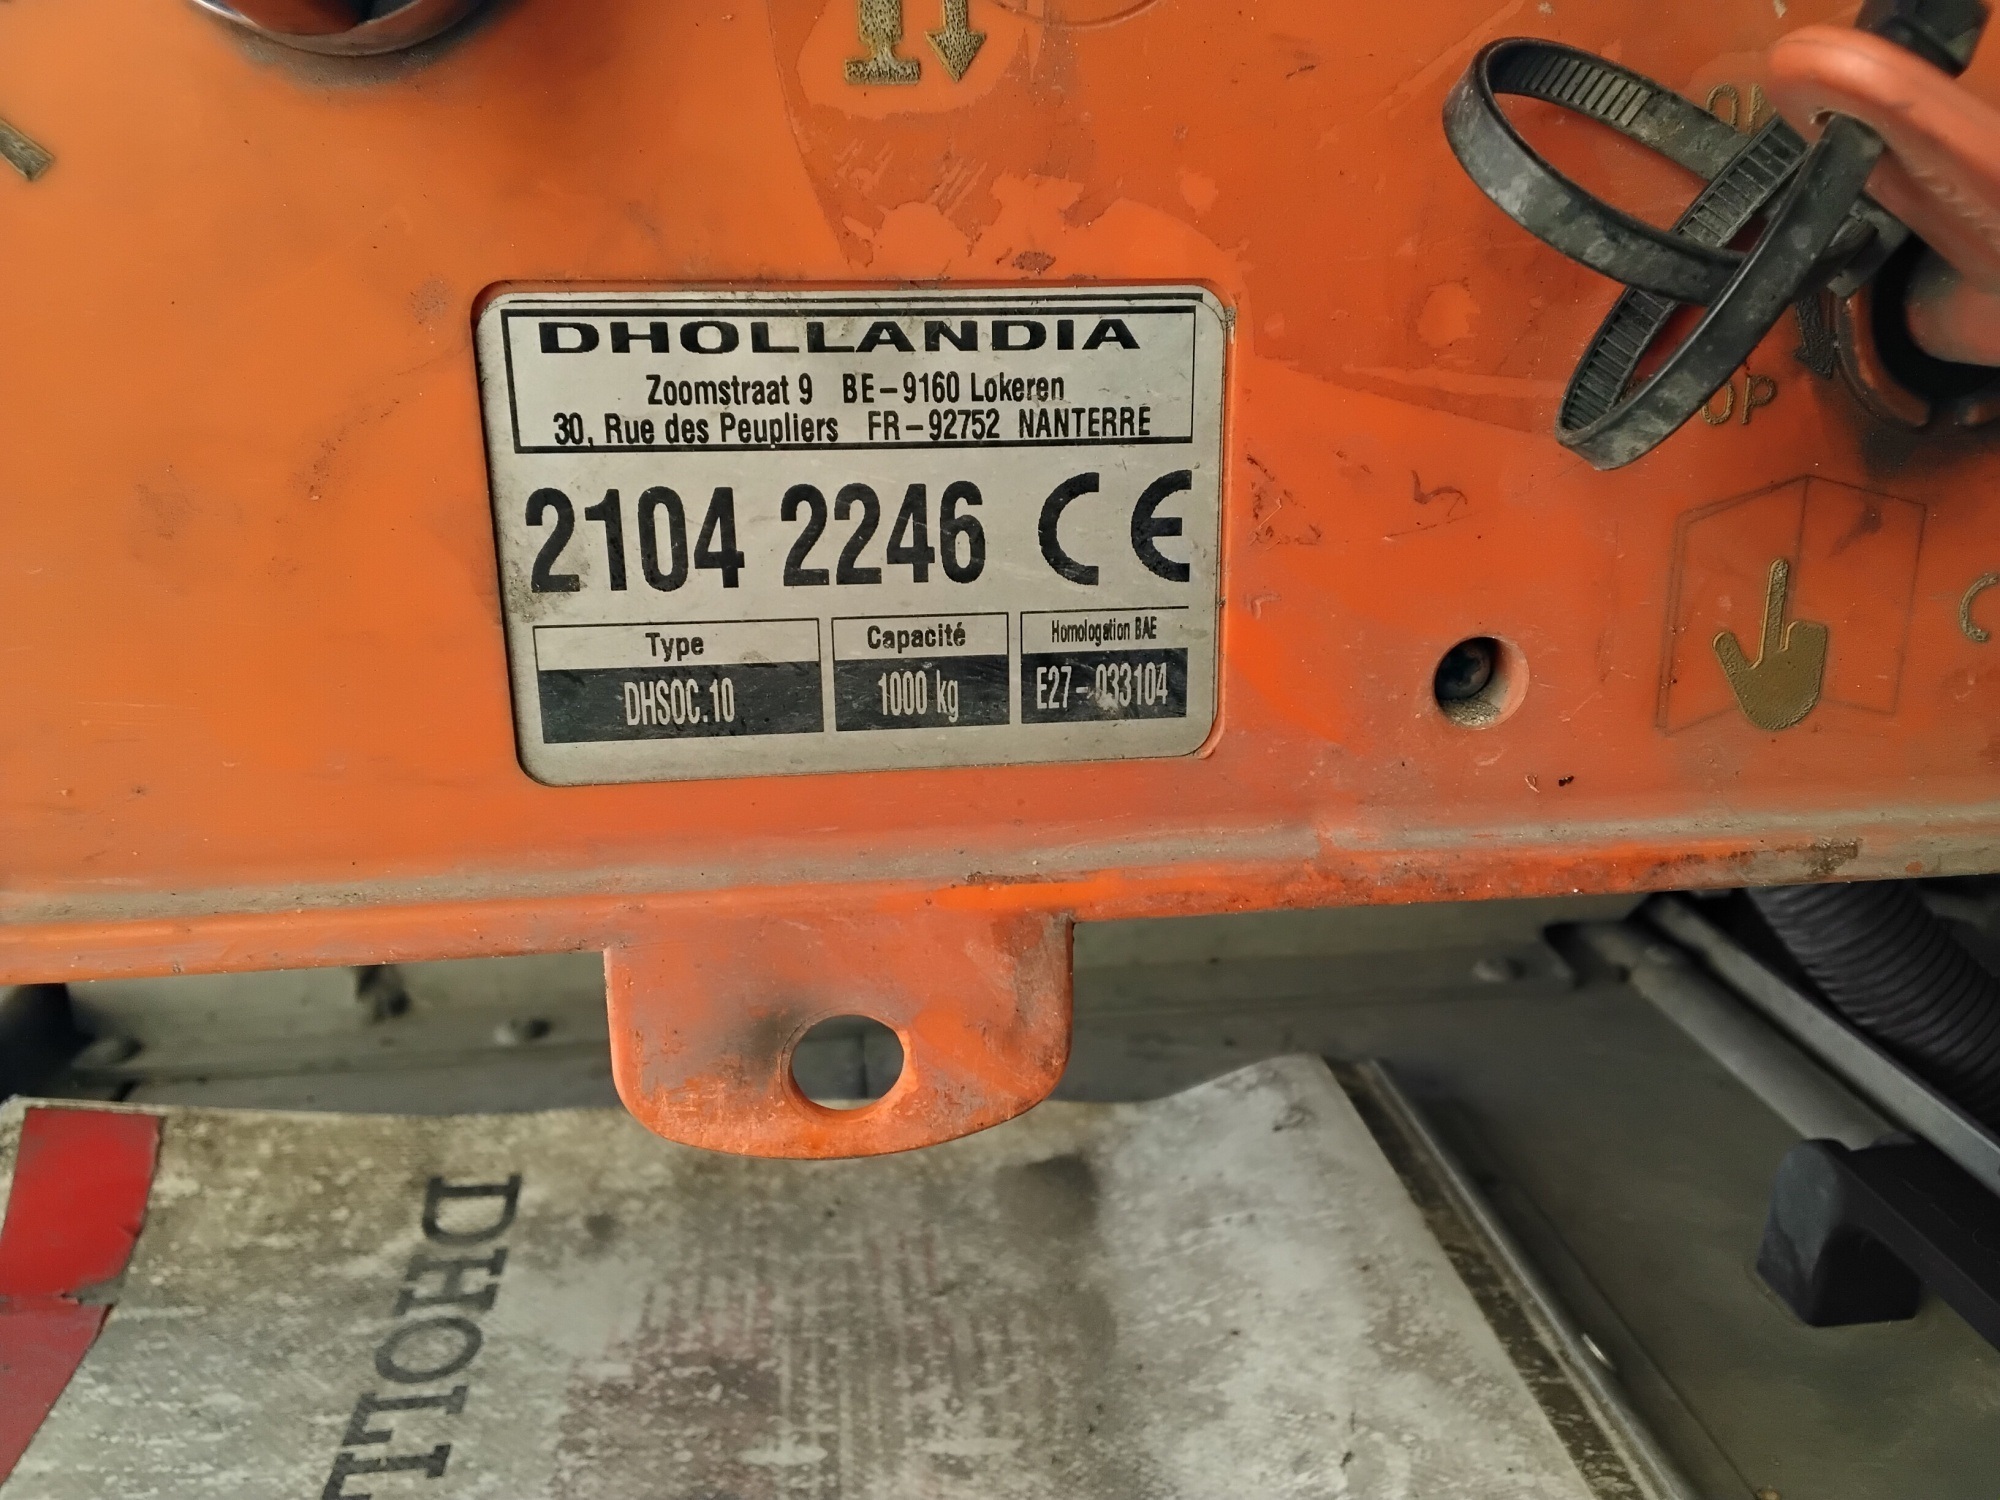 DHOLLANDIA
Zoomstraat 9 BE-9160 Lokeren
30, Rue des Peupliers FR-92752 NANTERRE
2104 2246 CE
Type Capacité Homologation BAE
DHSOC.10 1000 kg E27-033104
DHOLL